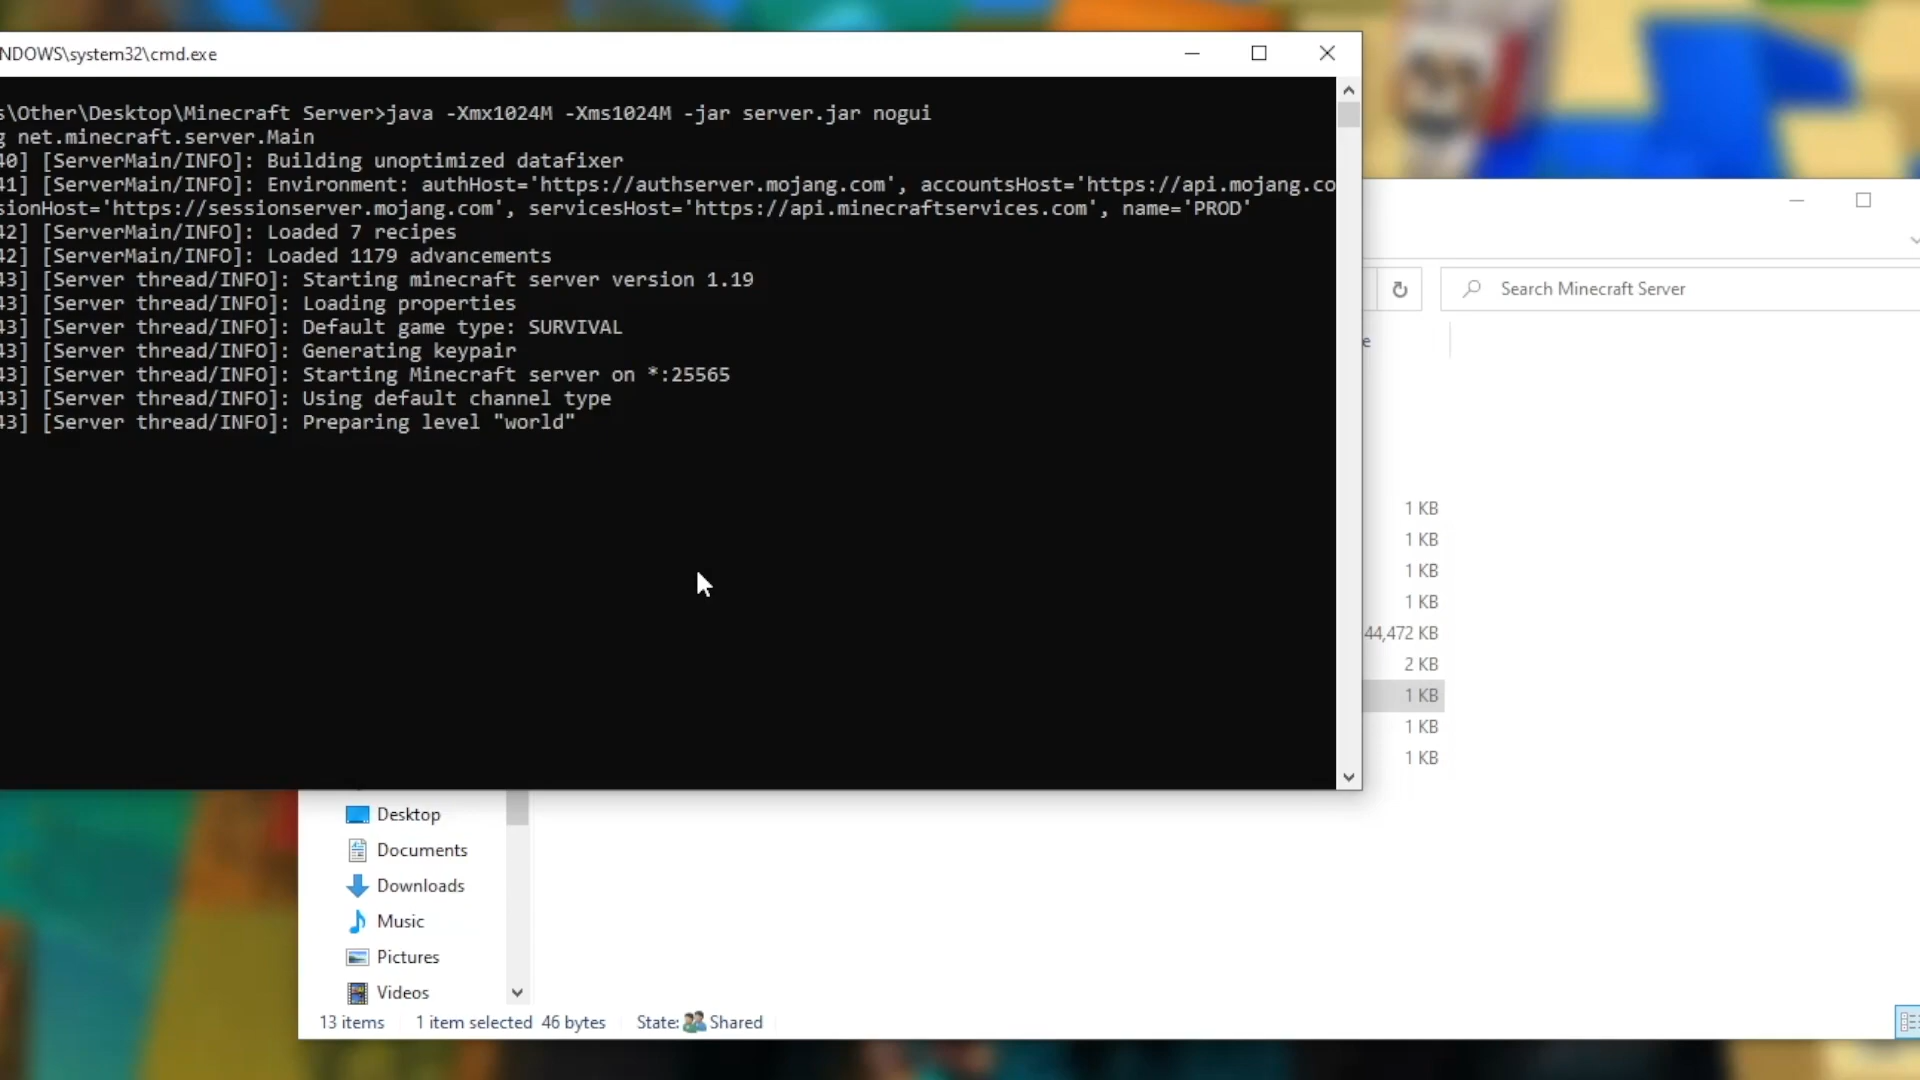 NDOWS\system32\cmd.exe
s\Other\Desktop\Minecraft Server>java -Xmx1024M -Xms1024M -jar server.jar nogui
g net.minecraft.server.Main
40] [ServerMain/INFO]: Building unoptimized datafixer
41] [ServerMain/INFO]: Environment: authHost='https://authserver.mojang.com', accountsHost='https://api.mojang.co
sionHost='https://sessionserver.mojang.com', servicesHost='https://api.minecraftservices.com', name='PROD'
42] [ServerMain/INFO]: Loaded 7 recipes
42] [ServerMain/INFO]: Loaded 1179 advancements
43] [Server thread/INFO]: Starting minecraft server version 1.19
43] [Server thread/INFO]: Loading properties
43] [Server thread/INFO]: Default game type: SURVIVAL
43] [Server thread/INFO]: Generating keypair
43] [Server thread/INFO]: Starting Minecraft server on *:25565
43] [Server thread/INFO]: Using default channel type
43] [Server thread/INFO]: Preparing level "world"
Search Minecraft Server
e
1 KB
1 KB
1 KB
1 KB
44,472 KB
2 KB
1 KB
1 KB
1 KB
Desktop
Documents
Downloads
Music
Pictures
Videos
13 items 1 item selected 46 bytes State: Shared